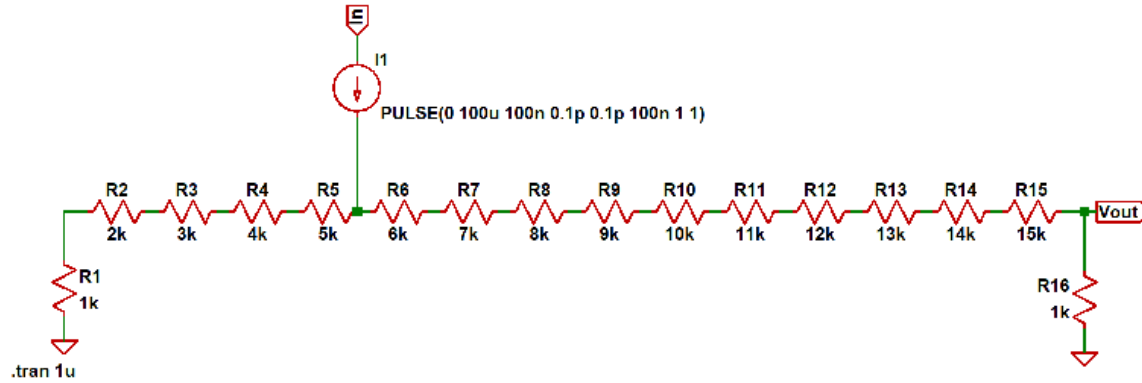 In
I1
PULSE(0 100u 100n 0.1p 0.1p 100n 1 1)
R2 R3 R4 R5 R6 R7 R8 R9 R10 R11 R12 R13 R14 R15
Vout
2k 3k 4k 5k 6k 7k 8k 9k 10k 11k 12k 13k 14k 15k
R1
1k
R16
1k
.tran 1u